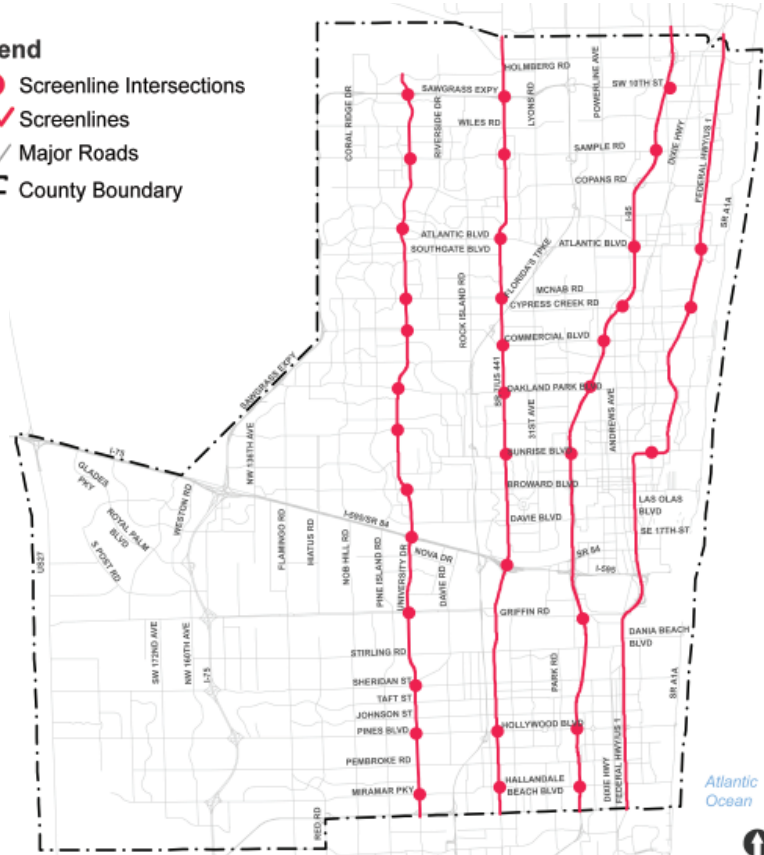 end
Screenline Intersections
Screenlines
Major Roads
County Boundary
HOLMBERG RD
SAWGRASS EXPY
SW 10TH ST
CORAL RIDGE DR
RIVERSIDE DR
LYONS RD
POWERLINE AVE
WILES RD
DIXIE HWY
FEDERAL HWY/US 1
SAMPLE RD
COPANS RD
I-95
SR A1A
ATLANTIC BLVD
SOUTHGATE BLVD
ATLANTIC BLVD
FLORIDA'S TPKE
ROCK ISLAND RD
MCNAB RD
CYPRESS CREEK RD
COMMERCIAL BLVD
SAWGRASS EXPY
OAKLAND PARK BLVD
31ST AVE
ANDREWS AVE
I-75
NW 136TH AVE
SUNRISE BLVD
GLADES
PKY
BROWARD BLVD
WESTON RD
LAS OLAS
BLVD
ROYAL PALM
BLVD
I-595/SR 84
DAVIE BLVD
SE 17TH ST
S POST RD
US27
FLAMINGO RD
HIATUS RD
NOB HILL RD
PINE ISLAND RD
UNIVERSITY DR
NOVA DR
DAVIE RD
SR 84
I-595
GRIFFIN RD
DANIA BEACH
BLVD
SW 172ND AVE
NW 160TH AVE
I-75
STIRLING RD
PARK RD
SR A1A
SHERIDAN ST
TAFT ST
JOHNSON ST
PINES BLVD
HOLLYWOOD BLVD
PEMBROKE RD
DIXIE HWY
FEDERAL HWY/US 1
MIRAMAR PKY
HALLANDALE
BEACH BLVD
RED RD
Atlantic
Ocean